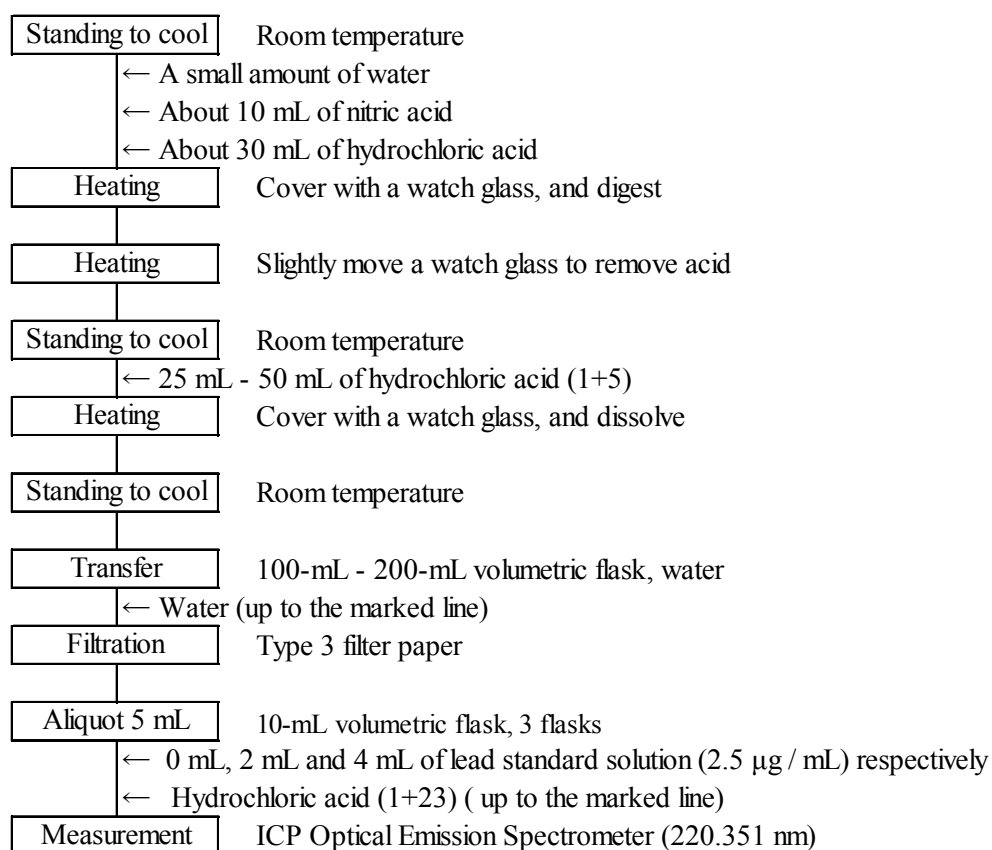 Standing to cool Room temperature
← A small amount of water
← About 10 mL of nitric acid
← About 30 mL of hydrochloric acid
Heating Cover with a watch glass, and digest
Heating Slightly move a watch glass to remove acid
Standing to cool Room temperature
← 25 mL - 50 mL of hydrochloric acid (1+5)
Heating Cover with a watch glass, and dissolve
Standing to cool Room temperature
Transfer 100-mL - 200-mL volumetric flask, water
← Water (up to the marked line)
Filtration Type 3 filter paper
Aliquot 5 mL 10-mL volumetric flask, 3 flasks
← 0 mL, 2 mL and 4 mL of lead standard solution (2.5 µg / mL) respectively
← Hydrochloric acid (1+23) ( up to the marked line)
Measurement ICP Optical Emission Spectrometer (220.351 nm)